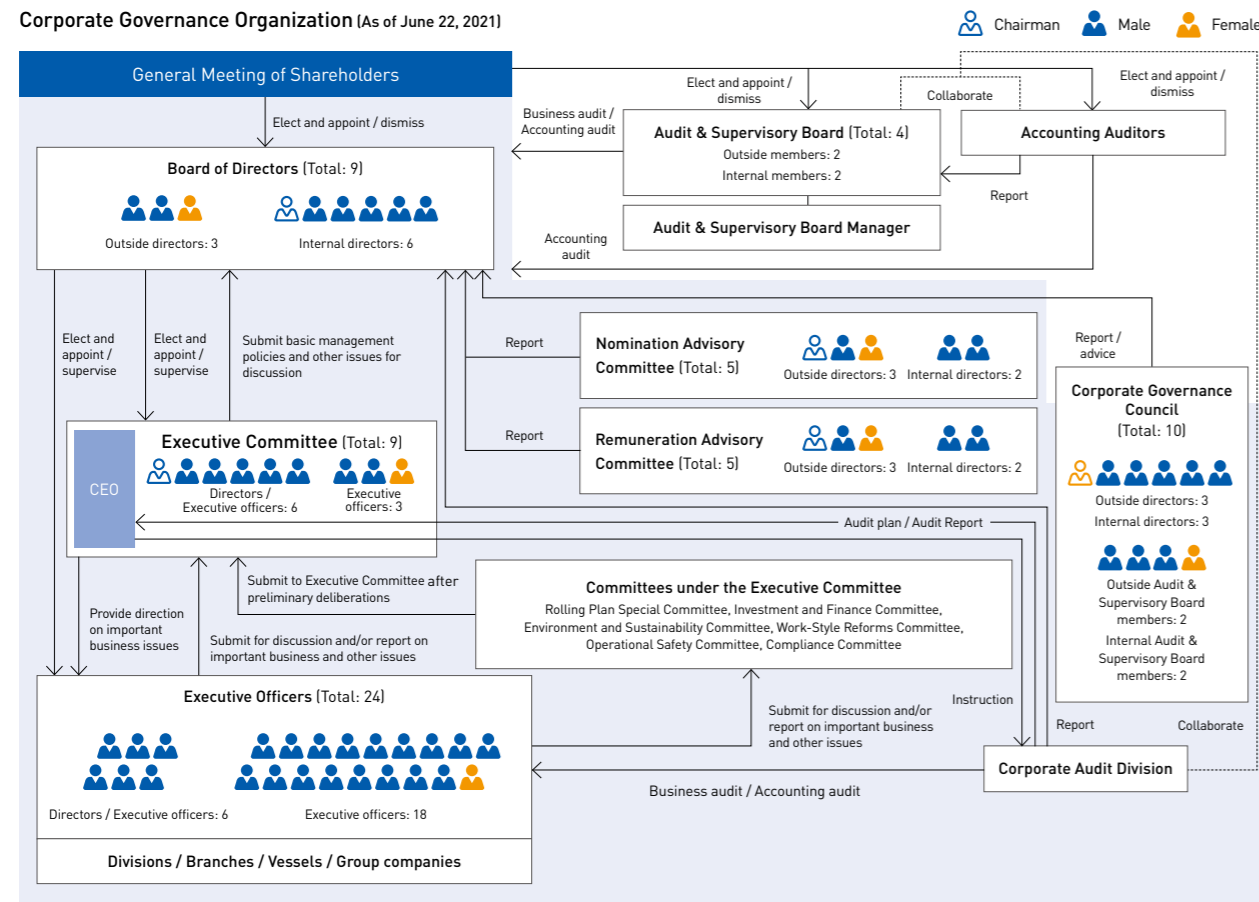 Corporate Governance Organization (As of June 22, 2021)
Chairman
Male
Female
General Meeting of Shareholders
Elect and appoint / dismiss
Business audit /
Accounting audit
Elect and appoint /
dismiss
Collaborate
Elect and appoint /
dismiss
Audit & Supervisory Board (Total: 4)
Outside members: 2
Internal members: 2
Accounting Auditors
Report
Audit & Supervisory Board Manager
Accounting
audit
Board of Directors (Total: 9)
Outside directors: 3
Internal directors: 6
Elect and
appoint /
supervise
Elect and
appoint /
supervise
Submit basic management
policies and other issues for
discussion
Report
Nomination Advisory
Committee (Total: 5)
Outside directors: 3
Internal directors: 2
Report
Remuneration Advisory
Committee (Total: 5)
Outside directors: 3
Internal directors: 2
Report /
advice
Corporate Governance
Council
(Total: 10)
Outside directors: 3
Internal directors: 3
Outside Audit &
Supervisory Board
members: 2
Internal Audit &
Supervisory Board
members: 2
Executive Committee (Total: 9)
CEO
Directors /
Executive officers: 6
Executive
officers: 3
Audit plan / Audit Report
Submit to Executive Committee after
preliminary deliberations
Committees under the Executive Committee
Rolling Plan Special Committee, Investment and Finance Committee,
Environment and Sustainability Committee, Work-Style Reforms Committee,
Operational Safety Committee, Compliance Committee
Provide direction
on important
business issues
Submit for discussion and/or report on
important business and other issues
Executive Officers (Total: 24)
Directors / Executive officers: 6
Executive officers: 18
Divisions / Branches / Vessels / Group companies
Submit for discussion and/or
report on important business
and other issues
Instruction
Report
Collaborate
Corporate Audit Division
Business audit / Accounting audit